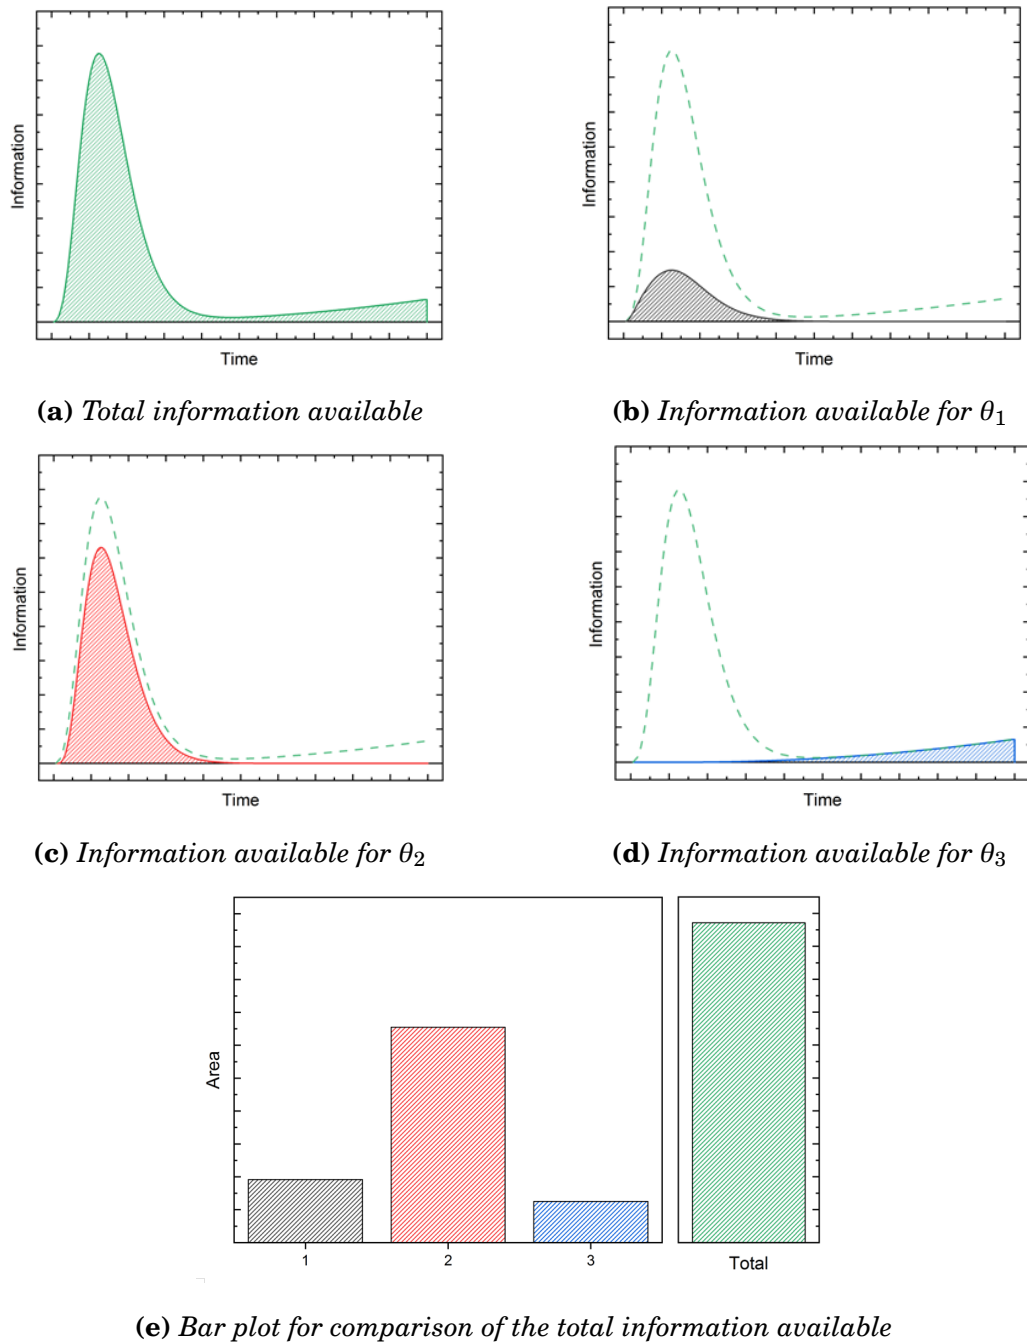 Information
Time
(a) Total information available
Information
Time
(b) Information available for θ1
Information
Time
(c) Information available for θ2
Information
Time
(d) Information available for θ3
Area
1 2 3
Total
(e) Bar plot for comparison of the total information available